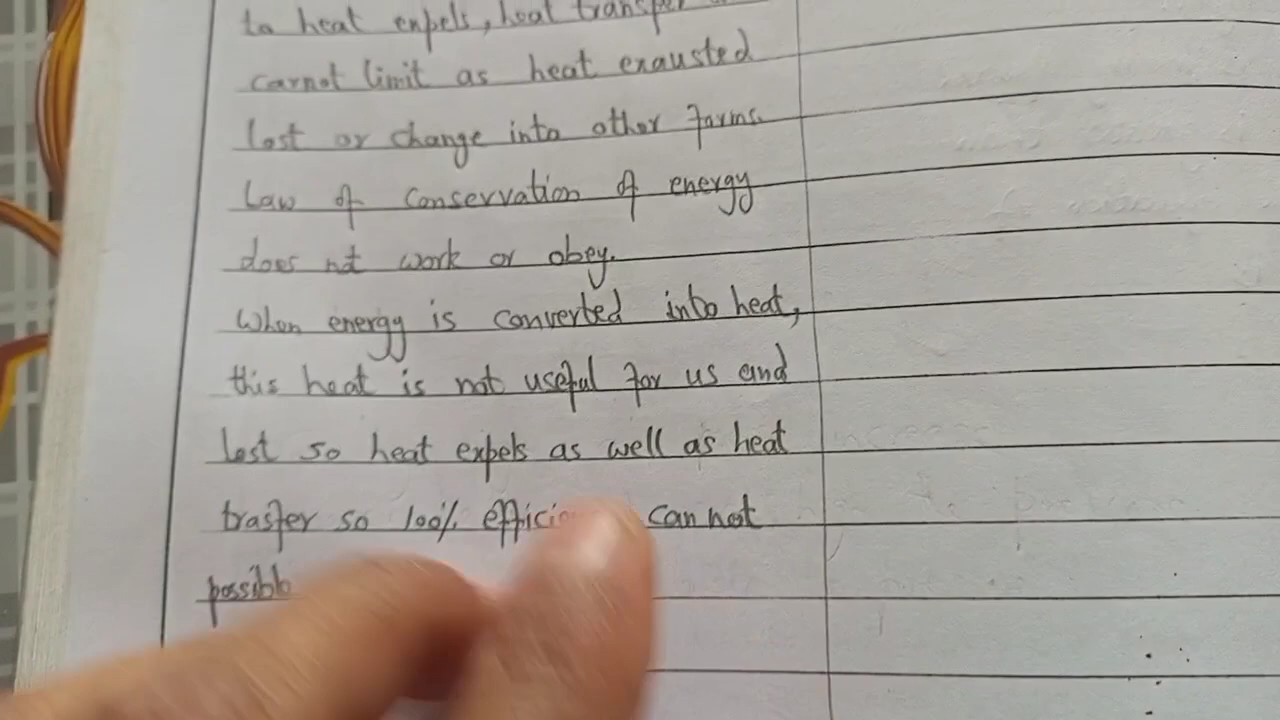 to heat expels, heat transfer
carnot limit as heat exausted
lost or change into other forms.
Law of conservation of energy
does not work or obey.
When energy is converted into heat,
this heat is not useful for us and
lost so heat expels as well as heat
trasfer so 100% can not
possible